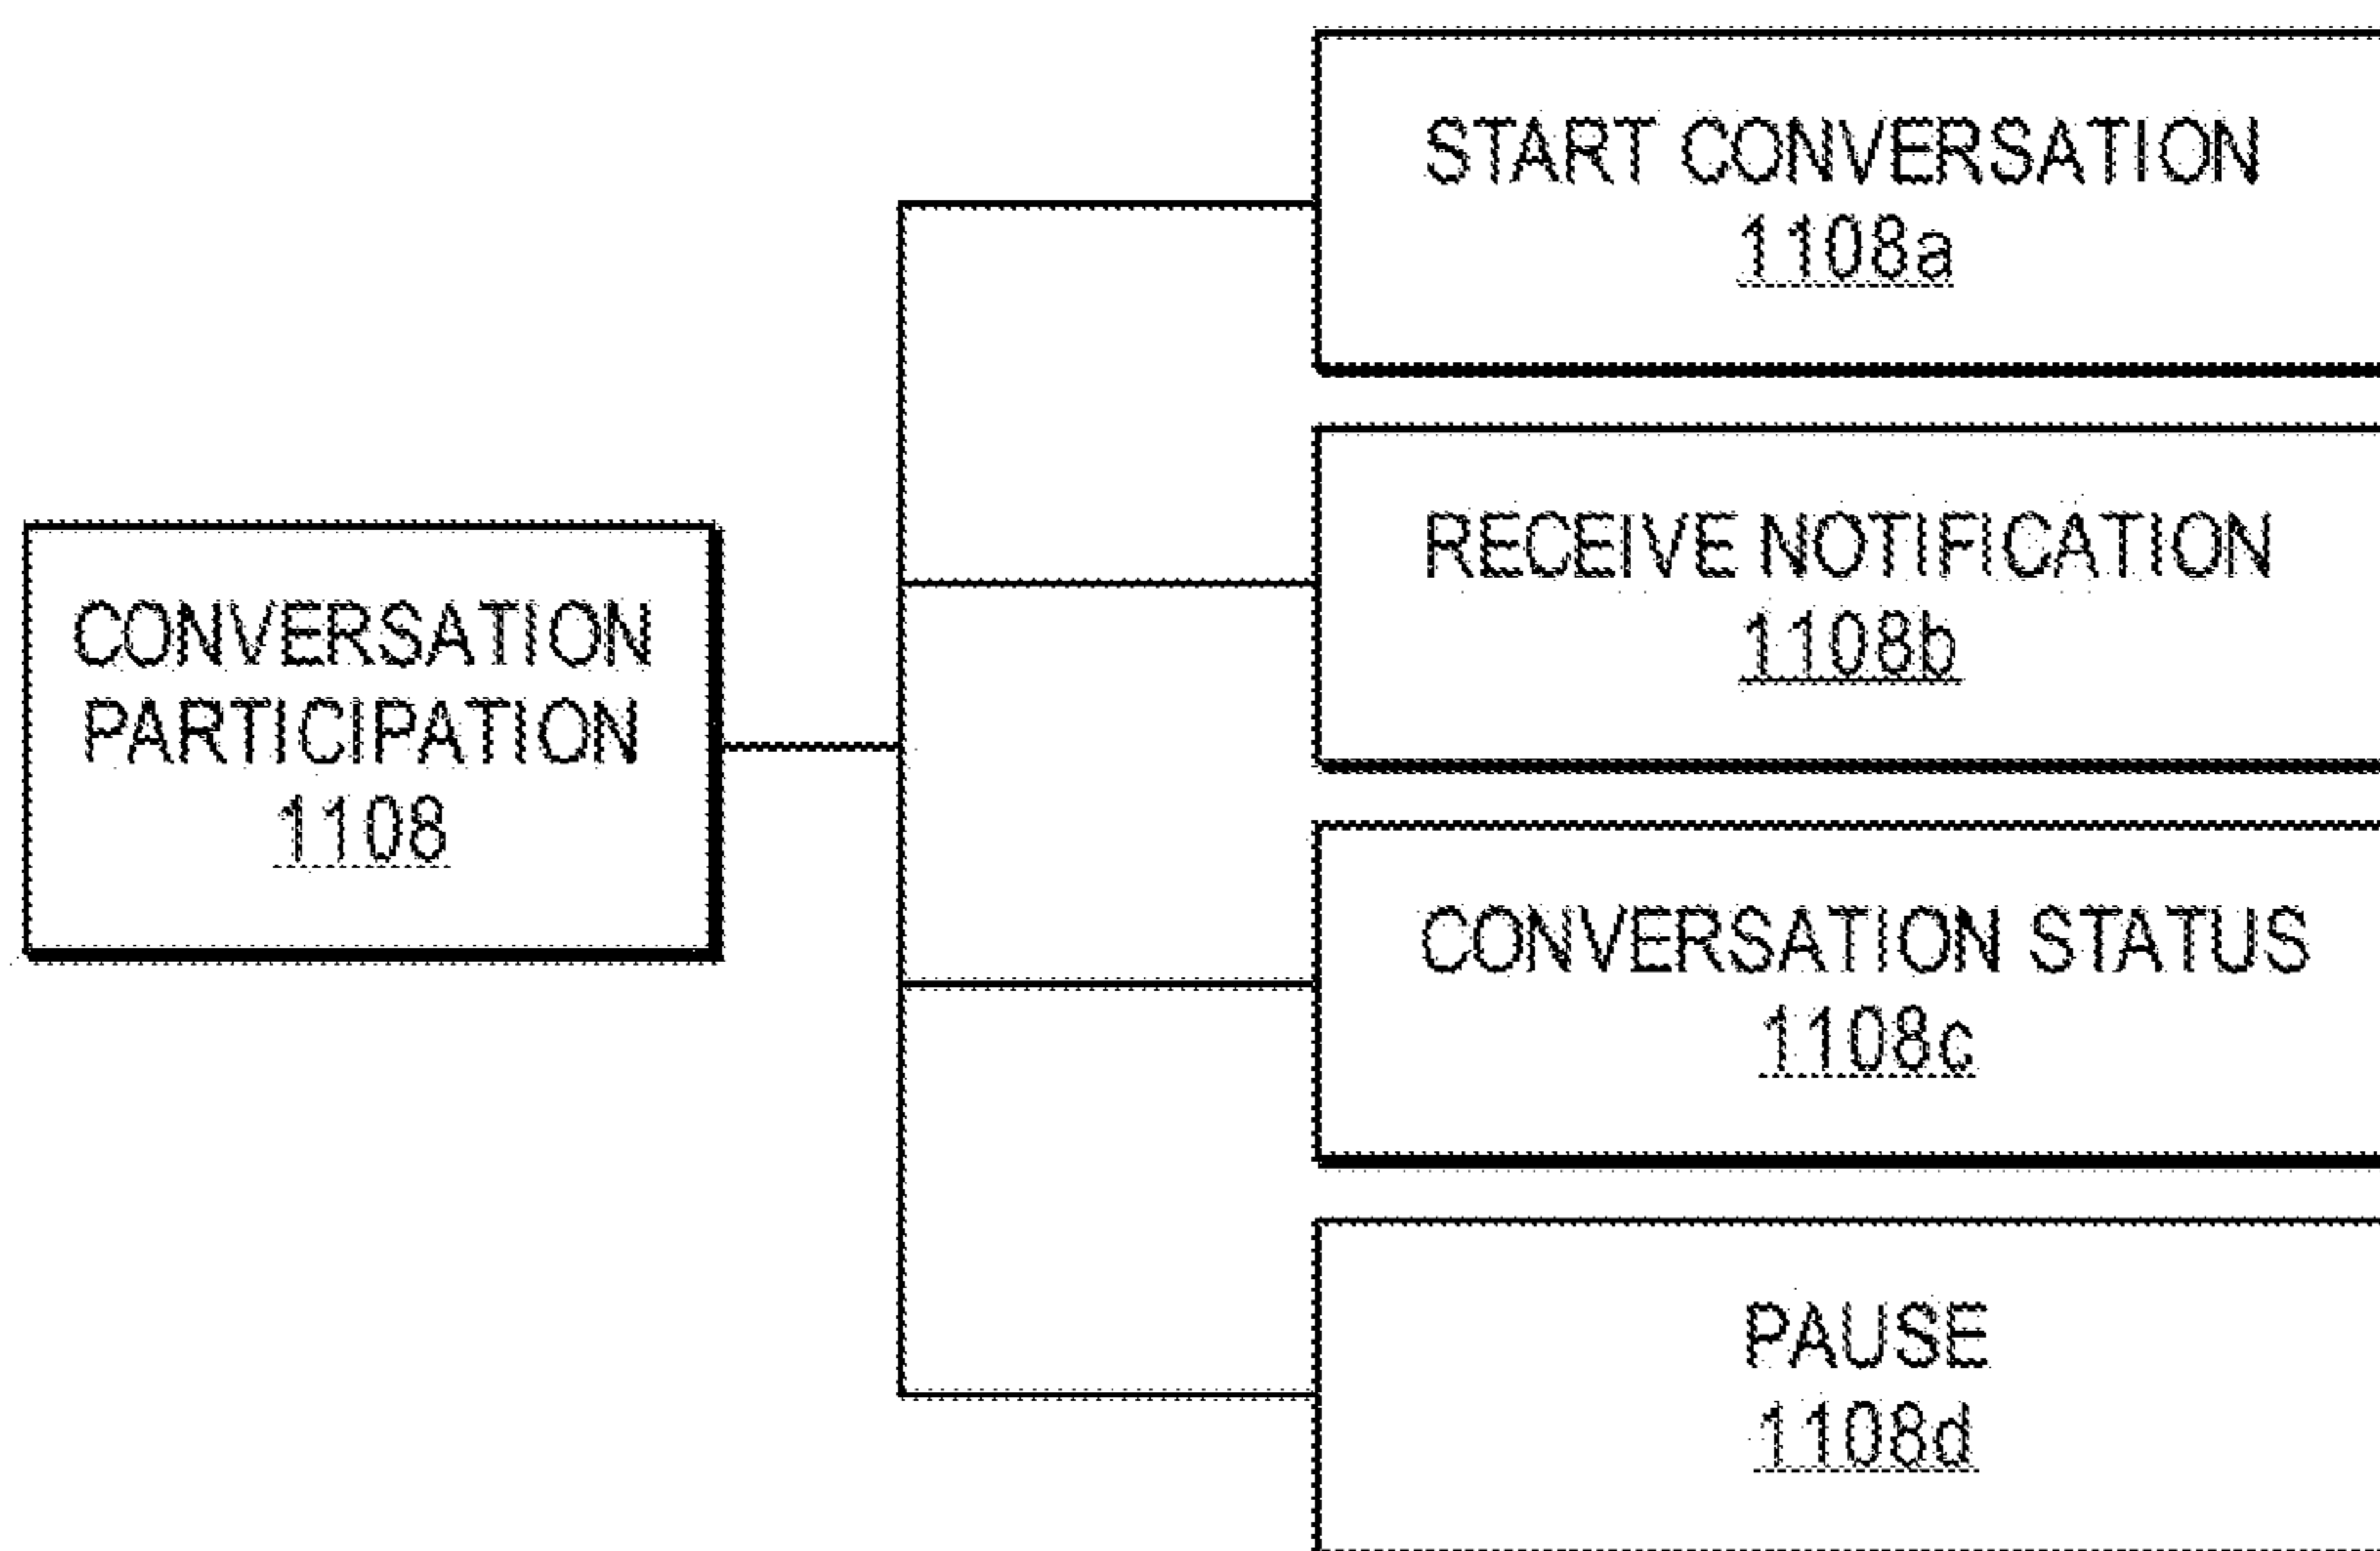 START CONVERSATION
1108a
RECEIVE NOTIFICATION
1108b
CONVERSATION
PARTICIPATION
1108
CONVERSATION STATUS
1108c
PAUSE
1108d